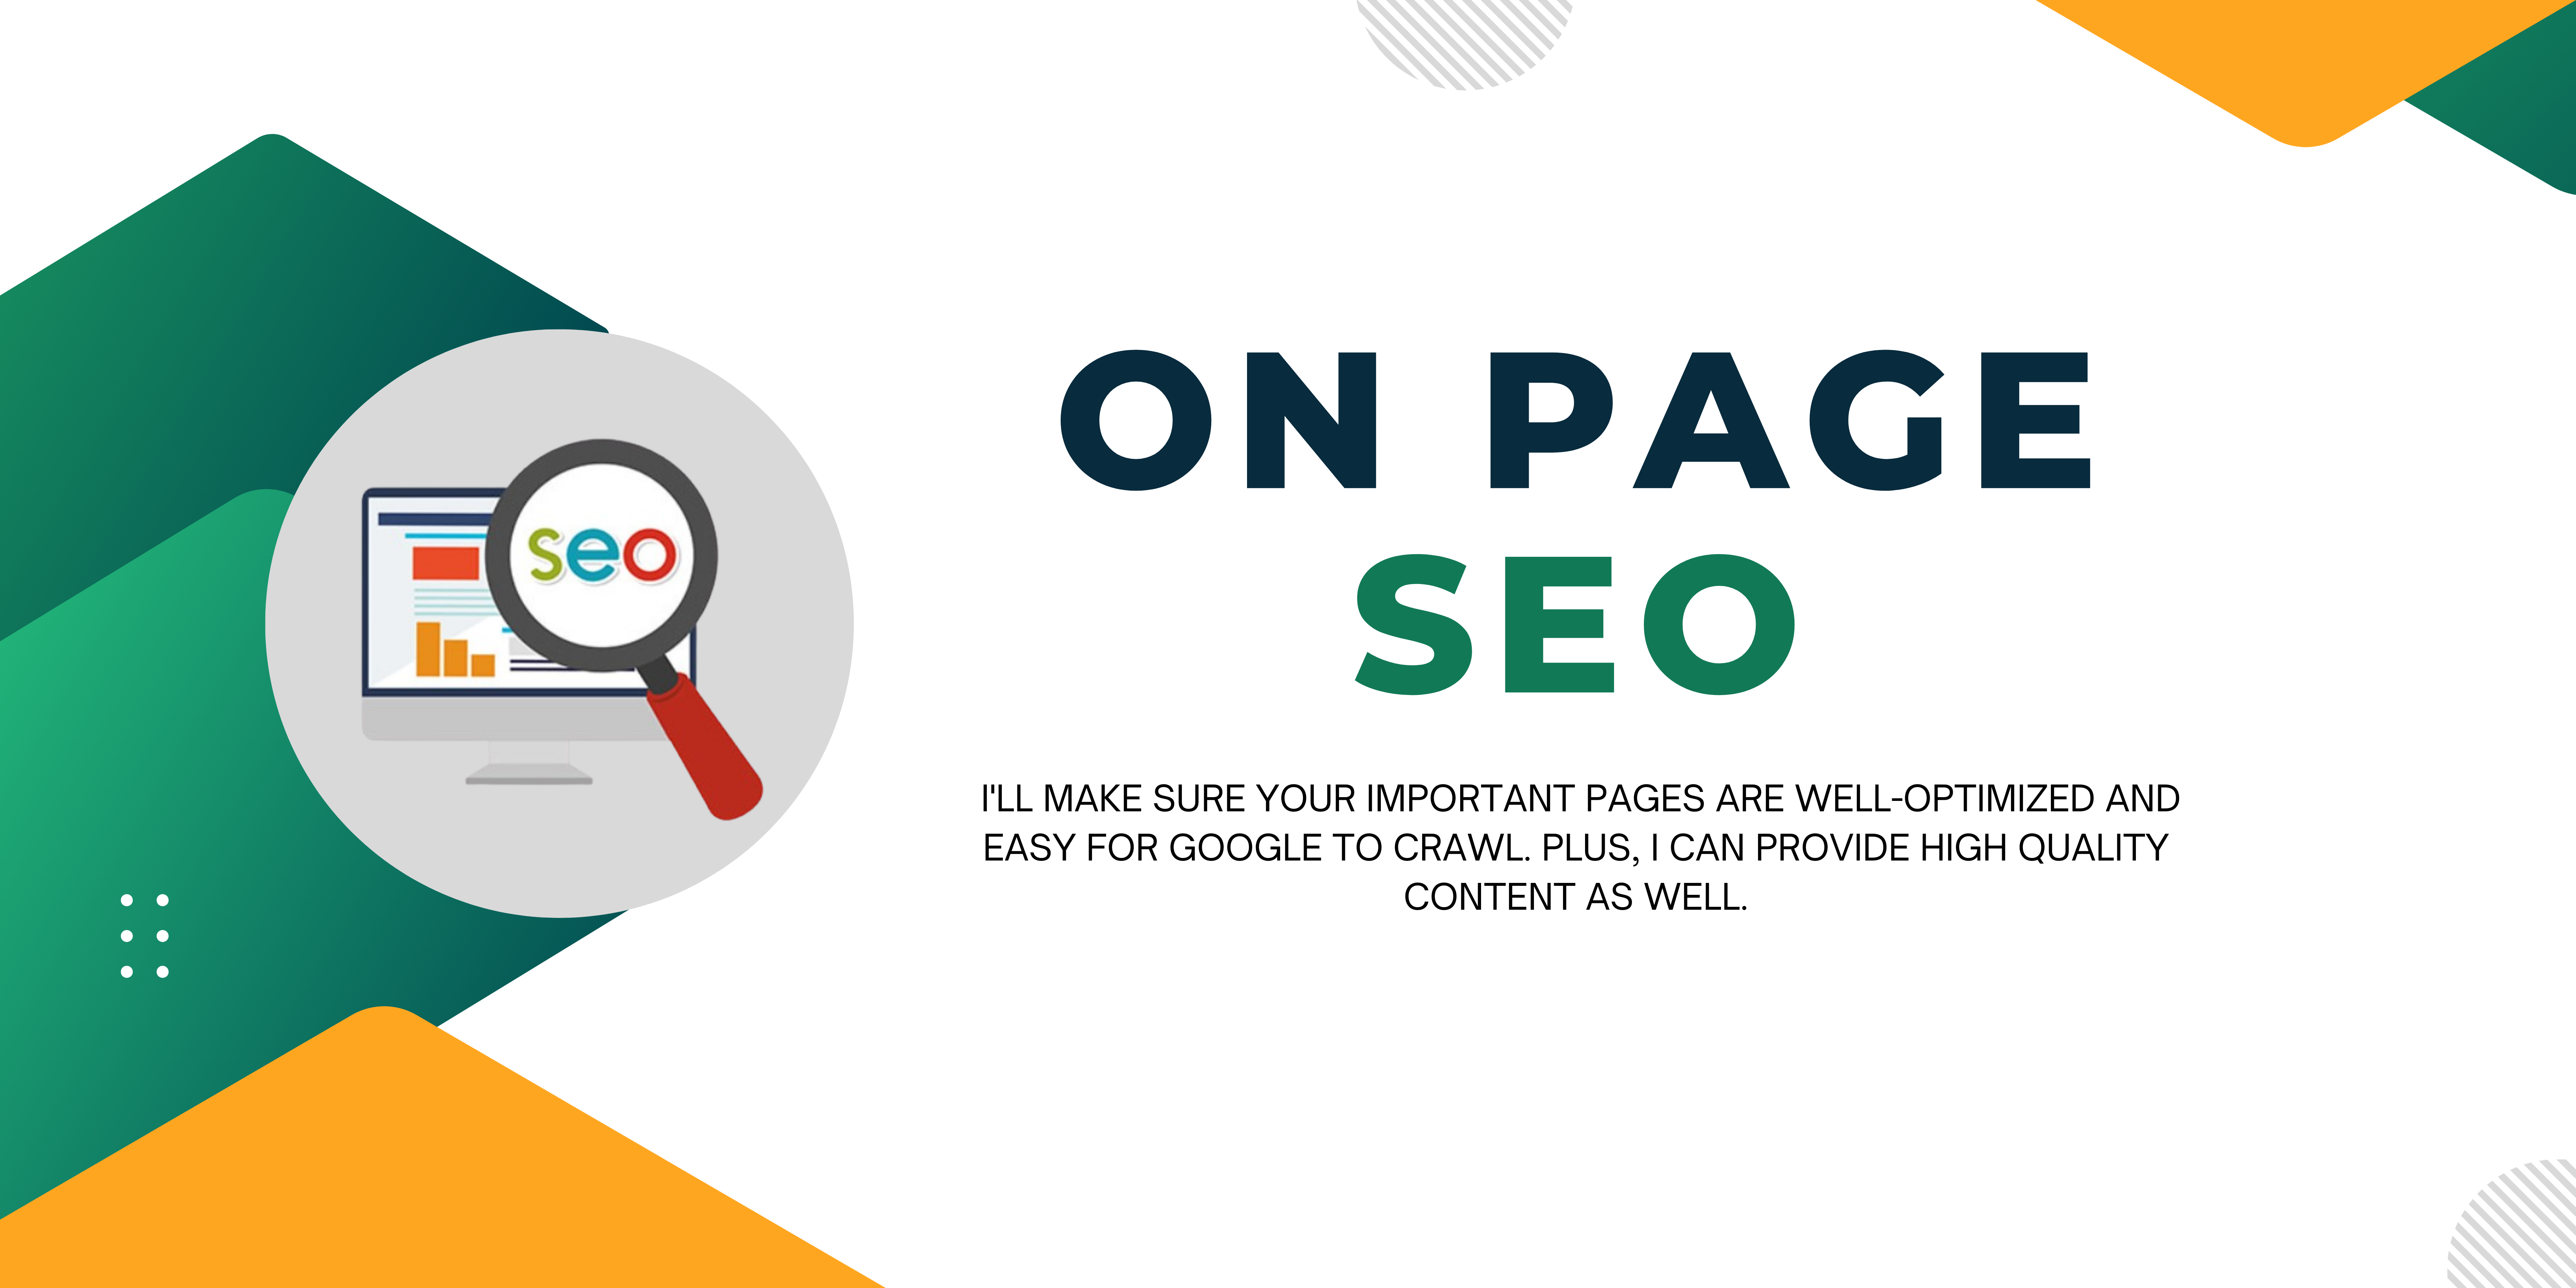 seo
ON PAGE
SEO
I'LL MAKE SURE YOUR IMPORTANT PAGES ARE WELL-OPTIMIZED AND
EASY FOR GOOGLE TO CRAWL. PLUS, I CAN PROVIDE HIGH QUALITY
CONTENT AS WELL.